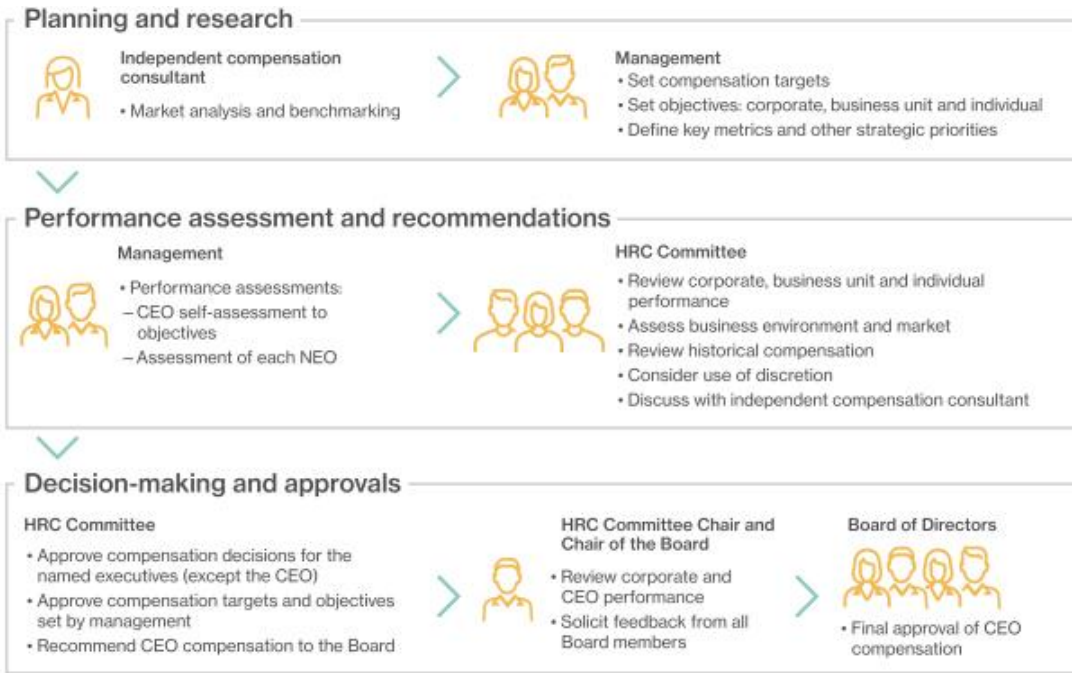 Planning and research
Independent compensation
consultant
• Market analysis and benchmarking
Management
• Set compensation targets
• Set objectives: corporate, business unit and individual
• Define key metrics and other strategic priorities
Performance assessment and recommendations
Management
• Performance assessments:
– CEO self-assessment to
objectives
– Assessment of each NEO
HRC Committee
• Review corporate, business unit and individual
performance
• Assess business environment and market
• Review historical compensation
• Consider use of discretion
• Discuss with independent compensation consultant
Decision-making and approvals
HRC Committee
• Approve compensation decisions for the
named executives (except the CEO)
• Approve compensation targets and objectives
set by management
• Recommend CEO compensation to the Board
HRC Committee Chair and
Chair of the Board
• Review corporate and
CEO performance
• Solicit feedback from all
Board members
Board of Directors
• Final approval of CEO
compensation